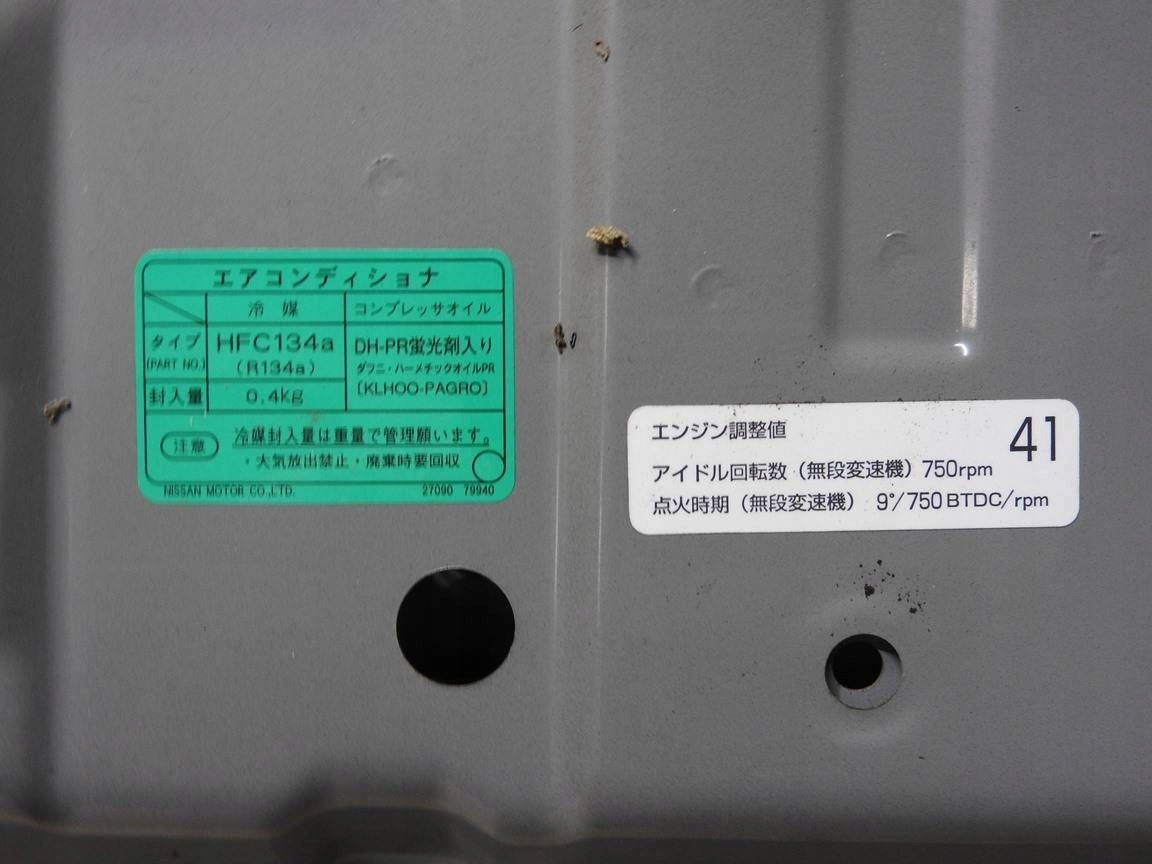 エアコンディショナ
冷媒 コンプレッサオイル
タイプ (PART NO.) HFC134a (R134a) DH-PR蛍光剤入り
ダフニ・ハーメチックオイルPR
[KLH00-PAGR0]
封入量 0.4kg
注意 冷媒封入量は重量で管理願います。
・大気放出禁止・廃棄時要回収
NISSAN MOTOR CO.,LTD. 27090 79940
エンジン調整値 41
アイドル回転数（無段変速機）750rpm
点火時期（無段変速機） 9°/750BTDC/rpm